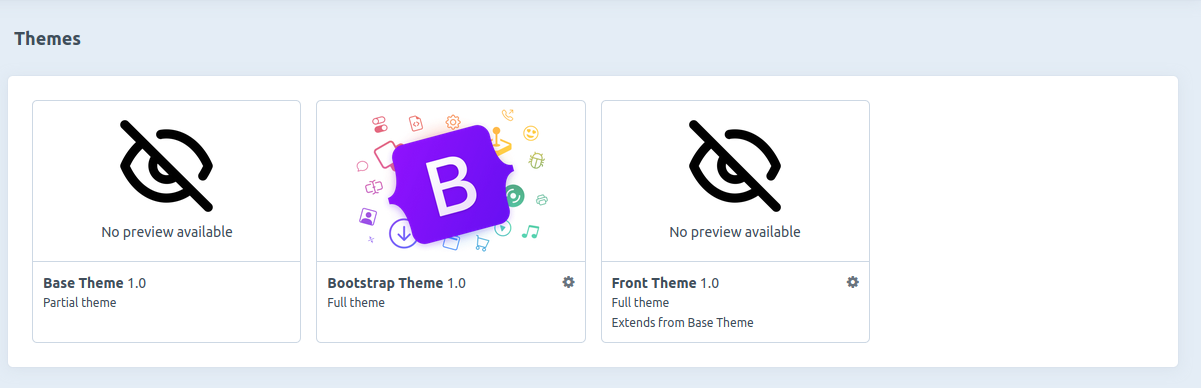 Themes
No preview available
Base Theme 1.0
Partial theme
B
Bootstrap Theme 1.0
Full theme
No preview available
Front Theme 1.0
Full theme
Extends from Base Theme